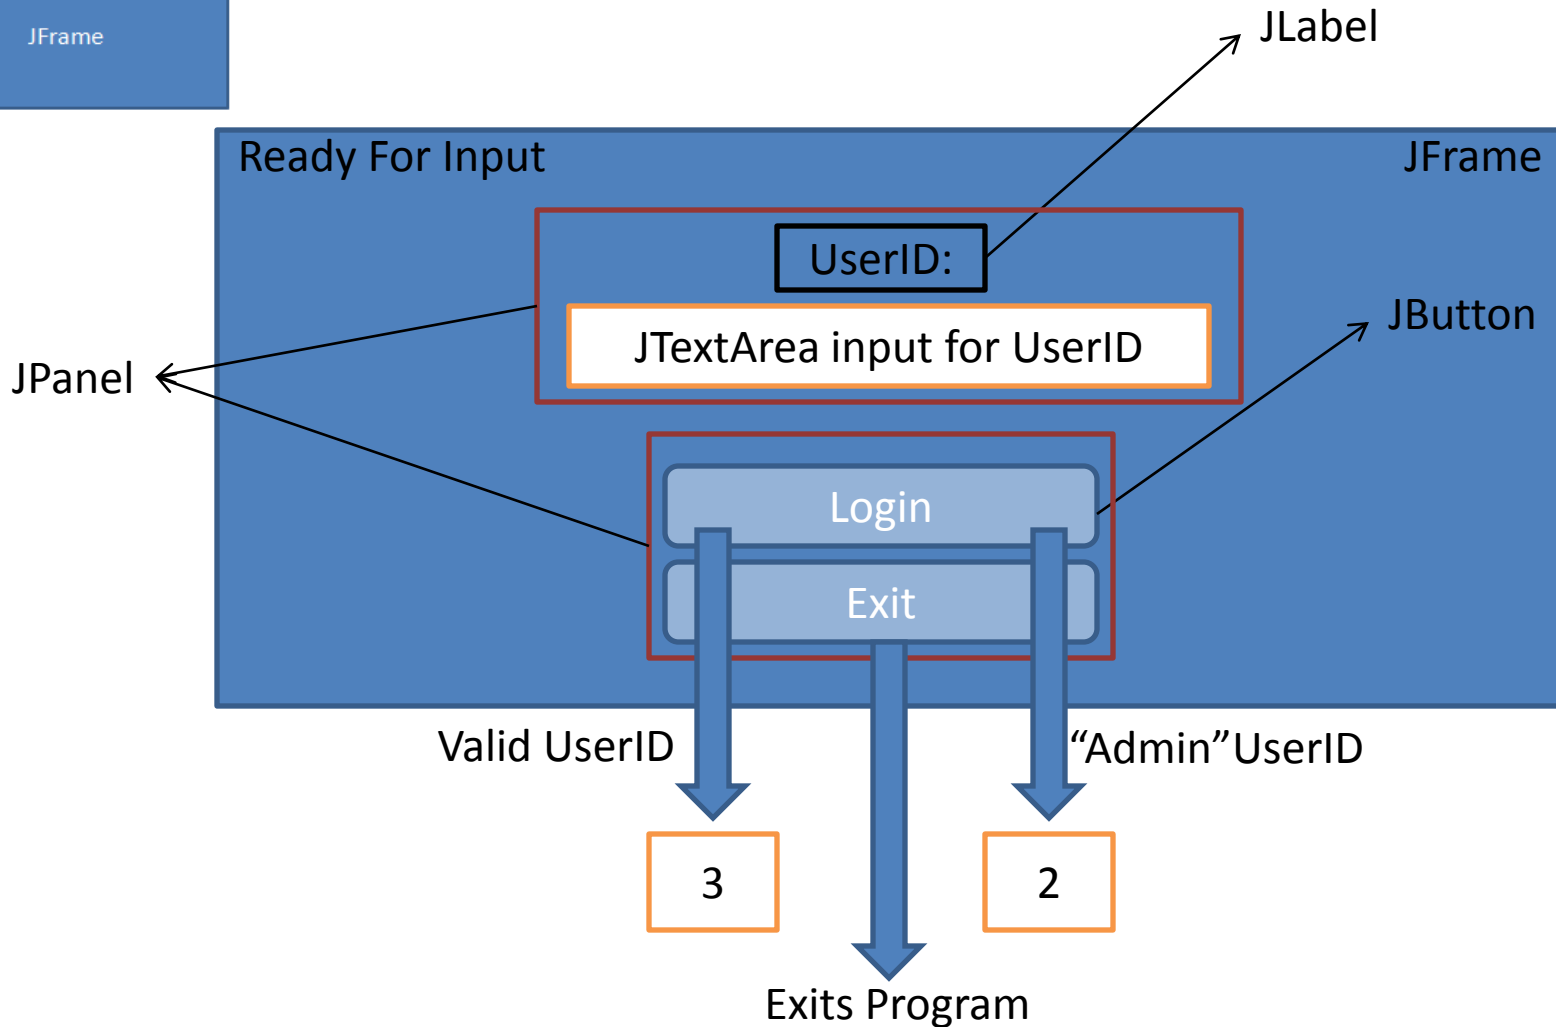 JFrame
JLabel
Ready For Input
JFrame
UserID:
JTextArea input for UserID
JButton
JPanel
Login
Exit
Valid UserID
“Admin”UserID
3
2
Exits Program